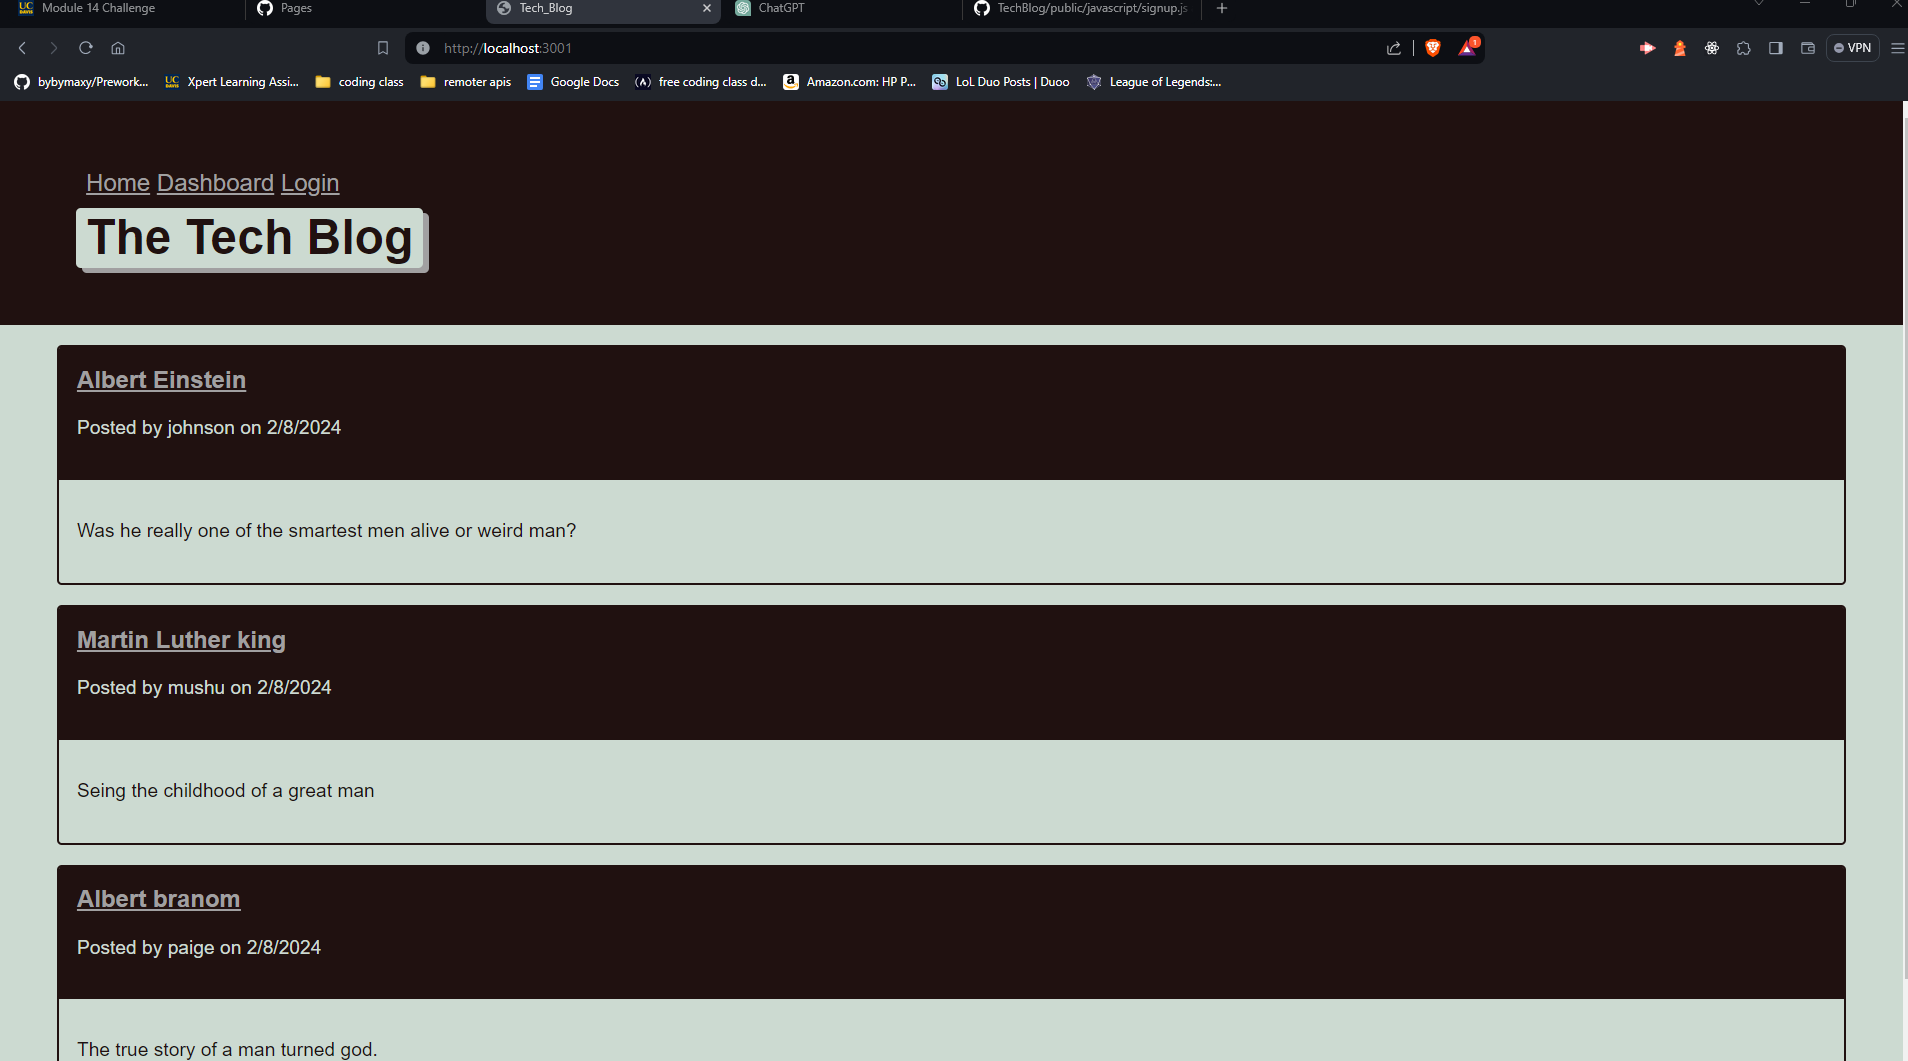 Module 14 Challenge
Pages
Tech_Blog
ChatGPT
TechBlog/public/javascript/signup.js
http://localhost:3001
1
VPN
bybymaxy/Prework...
UC DAVIS Xpert Learning Assi...
coding class
remoter apis
Google Docs
free coding class d...
Amazon.com: HP P...
LoL Duo Posts | Duoo
League of Legends:...
Home Dashboard Login
The Tech Blog
Albert Einstein
Posted by johnson on 2/8/2024
Was he really one of the smartest men alive or weird man?
Martin Luther king
Posted by mushu on 2/8/2024
Seing the childhood of a great man
Albert branom
Posted by paige on 2/8/2024
The true story of a man turned god.